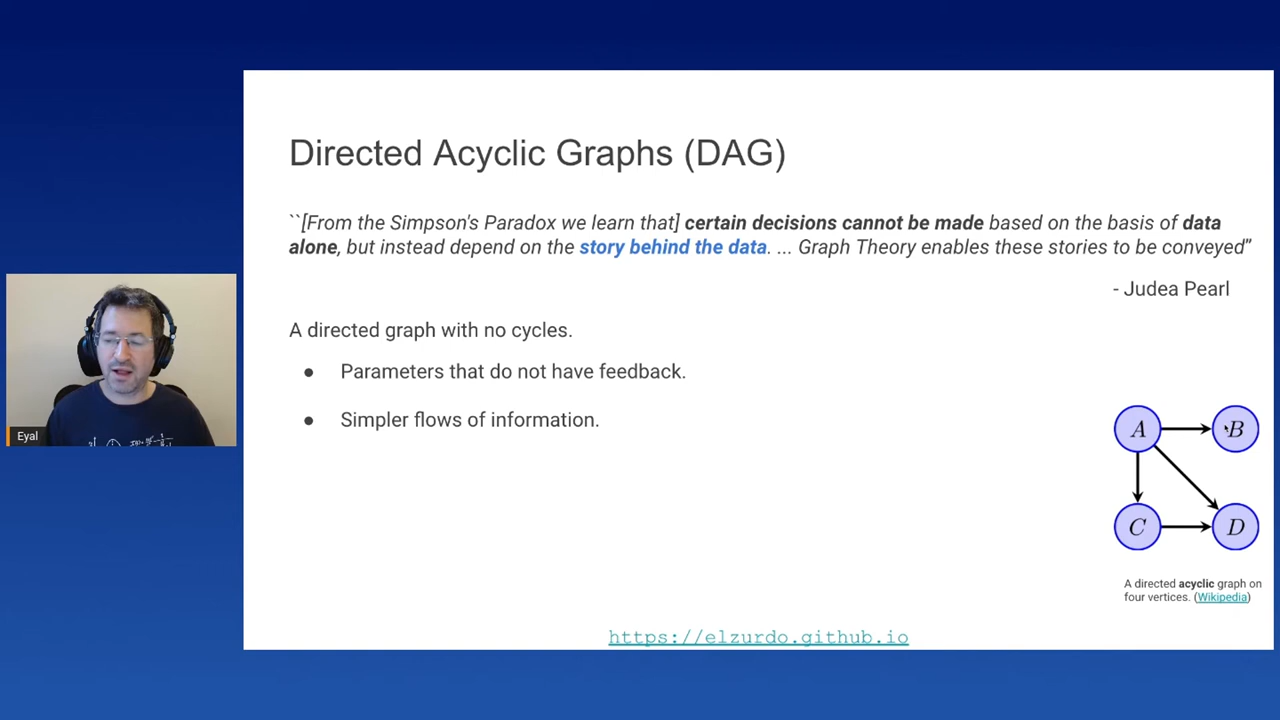 Directed Acyclic Graphs (DAG)
``[From the Simpson's Paradox we learn that] certain decisions cannot be made based on the basis of data
alone, but instead depend on the story behind the data. ... Graph Theory enables these stories to be conveyed"
- Judea Pearl
A directed graph with no cycles.
● Parameters that do not have feedback.
● Simpler flows of information.
Eyal
A B
C D
A directed acyclic graph on
four vertices. (Wikipedia)
https://elzurdo.github.io